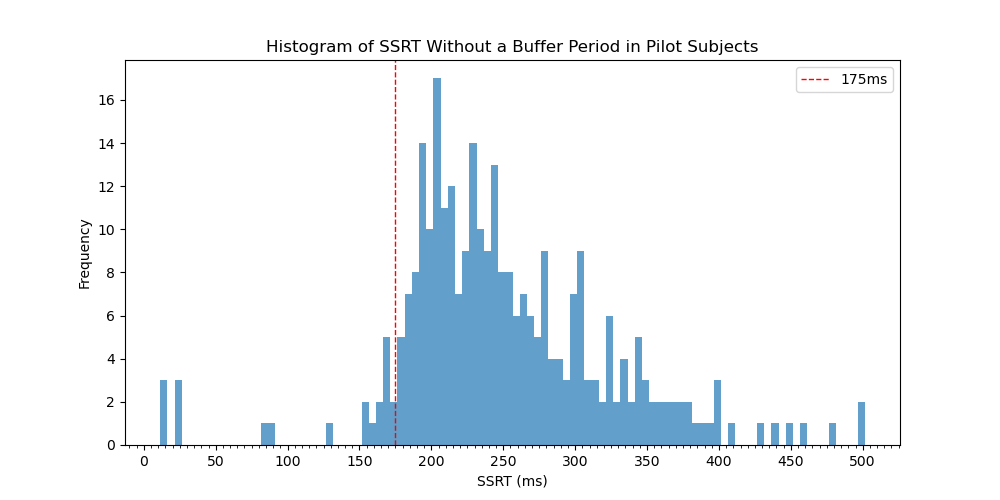 Histogram of SSRT Without a Buffer Period in Pilot Subjects
175ms
Frequency
16
14
12
10
8
6
4
2
0
0 50 100 150 200 250 300 350 400 450 500
SSRT (ms)